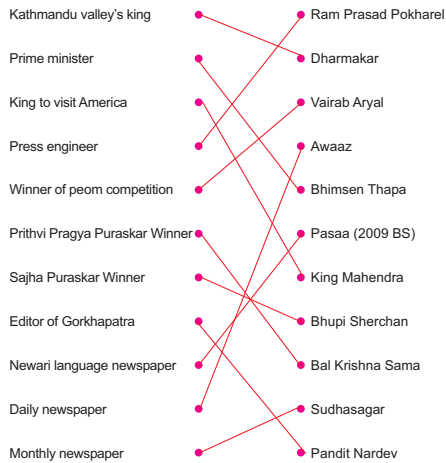 Kathmandu valley's king
Ram Prasad Pokharel
Prime minister
Dharmakar
King to visit America
Vairab Aryal
Press engineer
Awaaz
Winner of peom competition
Bhimsen Thapa
Prithvi Pragya Puraskar Winner
Pasaa (2009 BS)
Sajha Puraskar Winner
King Mahendra
Editor of Gorkhapatra
Bhupi Sherchan
Newari language newspaper
Bal Krishna Sama
Daily newspaper
Sudhasagar
Monthly newspaper
Pandit Nardev